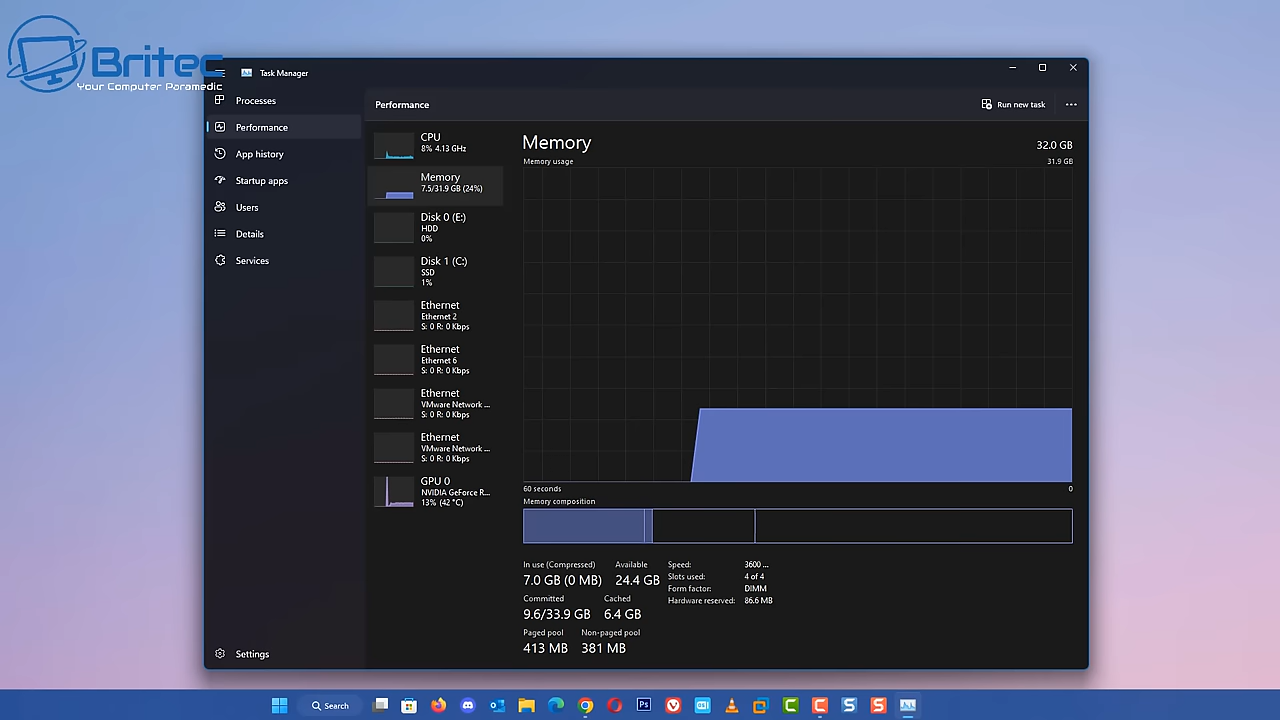 Britec
Your Computer Paramedic
Task Manager
Processes
Performance
App history
Startup apps
Users
Details
Services
Settings
Performance
Run new task
CPU
8% 4.13 GHz
Memory
7.5/31.9 GB (24%)
Disk 0 (E:)
HDD
0%
Disk 1 (C:)
SSD
1%
Ethernet
Ethernet 2
S: 0 R: 0 Kbps
Ethernet
Ethernet 6
S: 0 R: 0 Kbps
Ethernet
VMware Network ...
S: 0 R: 0 Kbps
Ethernet
VMware Network ...
S: 0 R: 0 Kbps
GPU 0
NVIDIA GeForce R...
13% (42 °C)
Memory 32.0 GB
Memory usage 31.9 GB
60 seconds 0
Memory composition
In use (Compressed) Available
7.0 GB (0 MB) 24.4 GB
Committed Cached
9.6/33.9 GB 6.4 GB
Paged pool Non-paged pool
413 MB 381 MB
Speed: 3600 ...
Slots used: 4 of 4
Form factor: DIMM
Hardware reserved: 86.6 MB
Search
Ps